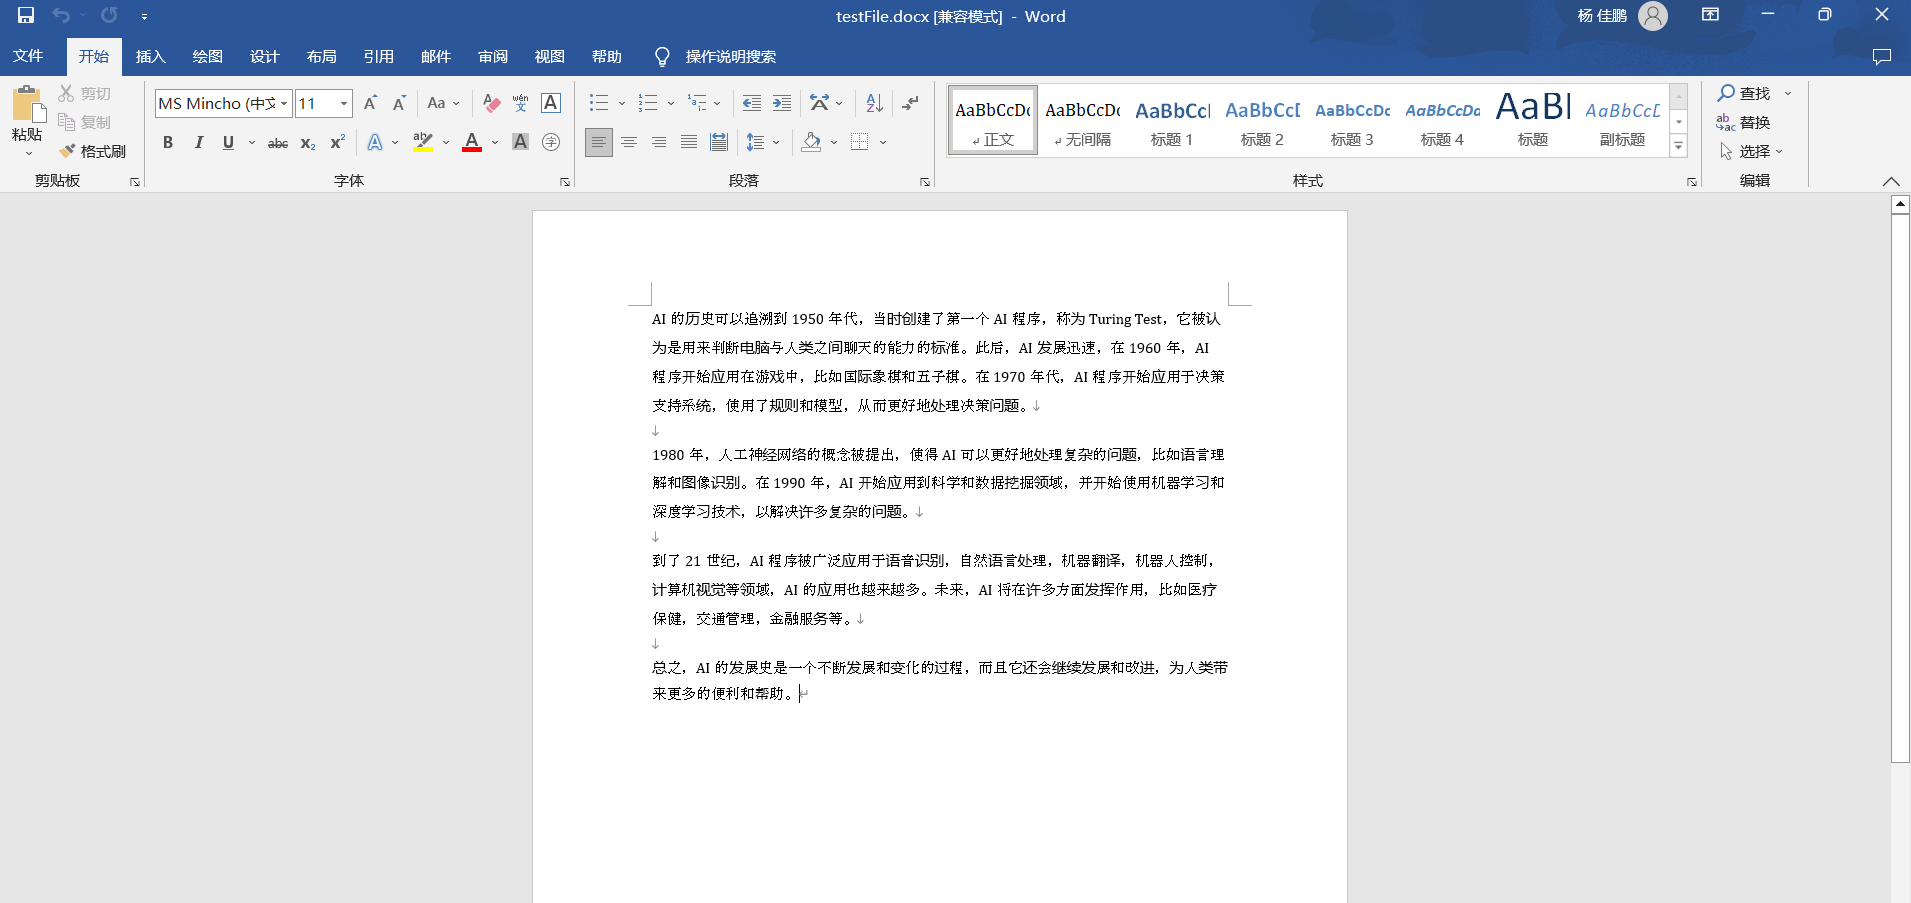 testFile.docx [兼容模式] - Word
杨 佳鹏
文件 开始 插入 绘图 设计 布局 引用 邮件 审阅 视图 帮助 操作说明搜索
粘贴
剪切
复制
格式刷
剪贴板
MS Mincho (中文 11
字体
段落
AaBbCcDc AaBbCcDc AaBbCcI AaBbCcD AaBbCcDc AaBbCcDa AaBl AaBbCcD
正文 无间隔 标题 1 标题 2 标题 3 标题 4 标题 副标题
样式
查找
替换
选择
编辑
AI 的历史可以追溯到 1950 年代，当时创建了第一个 AI 程序，称为 Turing Test，它被认
为是用来判断电脑与人类之间聊天的能力的标准。此后，AI 发展迅速，在 1960 年，AI
程序开始应用在游戏中，比如国际象棋和五子棋。在 1970 年代，AI 程序开始应用于决策
支持系统，使用了规则和模型，从而更好地处理决策问题。
1980 年，人工神经网络的概念被提出，使得 AI 可以更好地处理复杂的问题，比如语言理
解和图像识别。在 1990 年，AI 开始应用到科学和数据挖掘领域，并开始使用机器学习和
深度学习技术，以解决许多复杂的问题。
到了 21 世纪，AI 程序被广泛应用于语音识别，自然语言处理，机器翻译，机器人控制，
计算机视觉等领域，AI 的应用也越来越多。未来，AI 将在许多方面发挥作用，比如医疗
保健，交通管理，金融服务等。
总之，AI 的发展史是一个不断发展和变化的过程，而且它还会继续发展和改进，为人类带
来更多的便利和帮助。